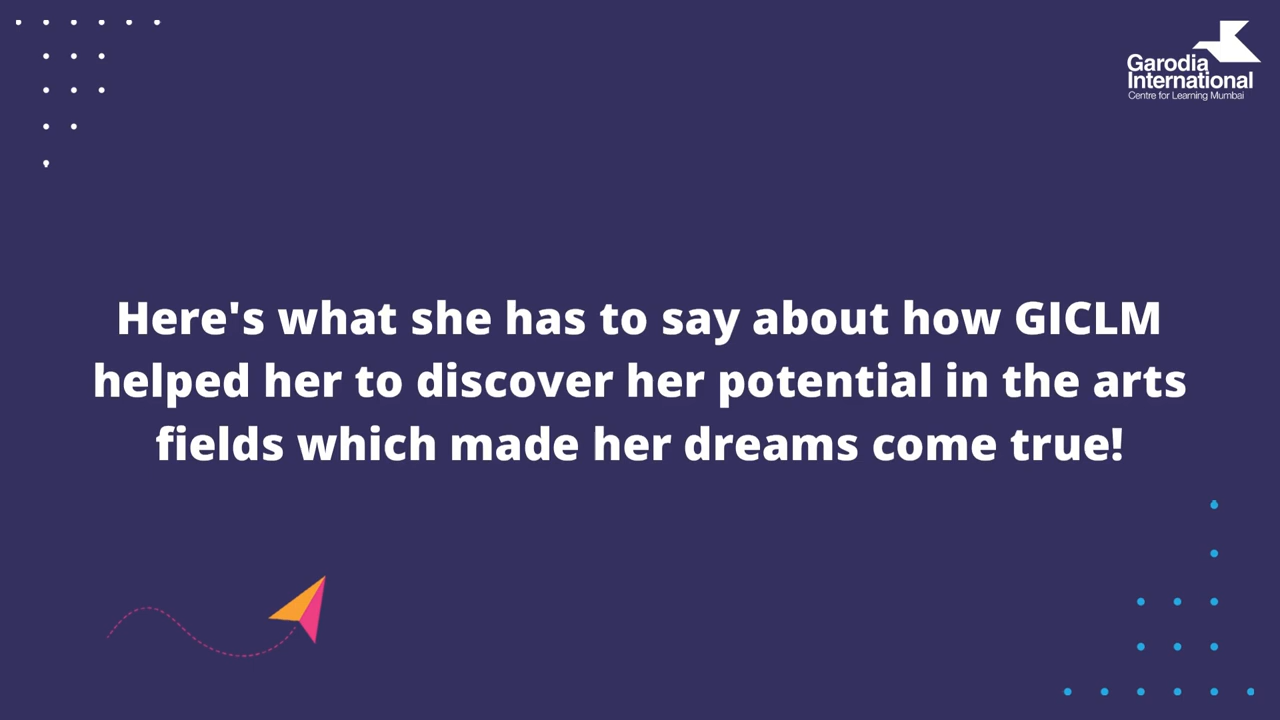 Garodia
International
Centre for Learning Mumbai
Here's what she has to say about how GICLM
helped her to discover her potential in the arts
fields which made her dreams come true!